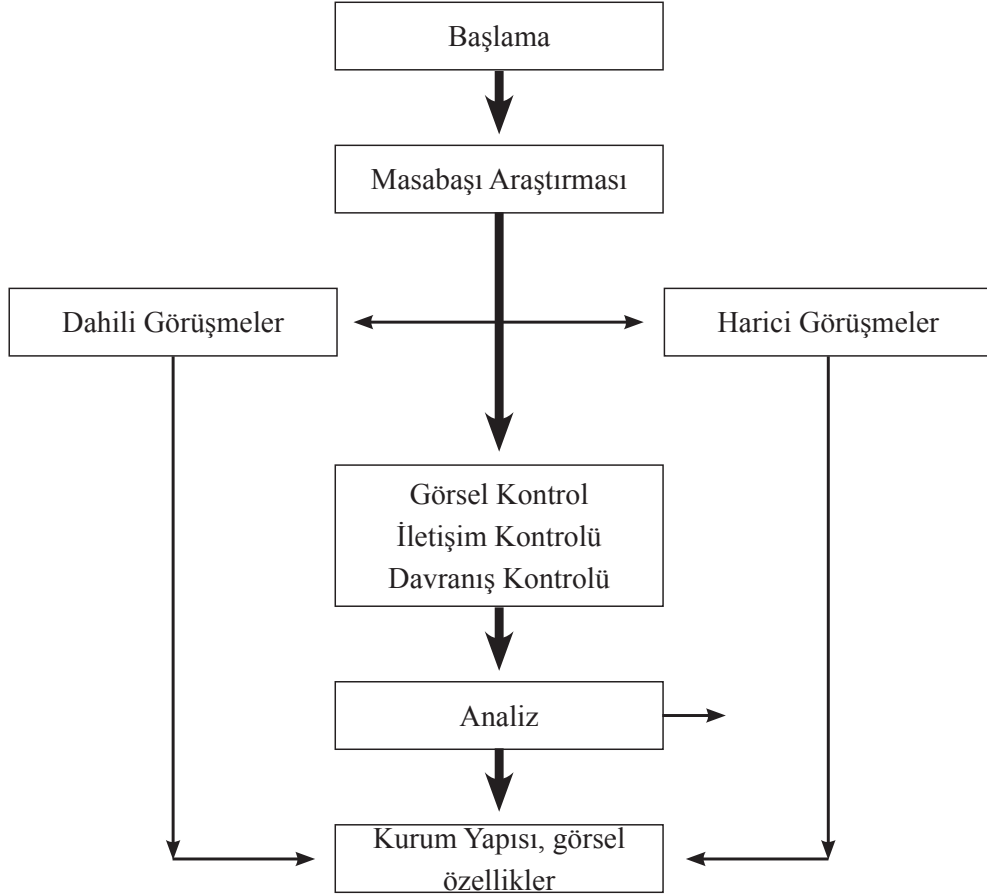 Başlama
Masabaşı Araştırması
Dahili Görüşmeler
Harici Görüşmeler
Görsel Kontrol
İletişim Kontrolü
Davranış Kontrolü
Analiz
Kurum Yapısı, görsel
özellikler